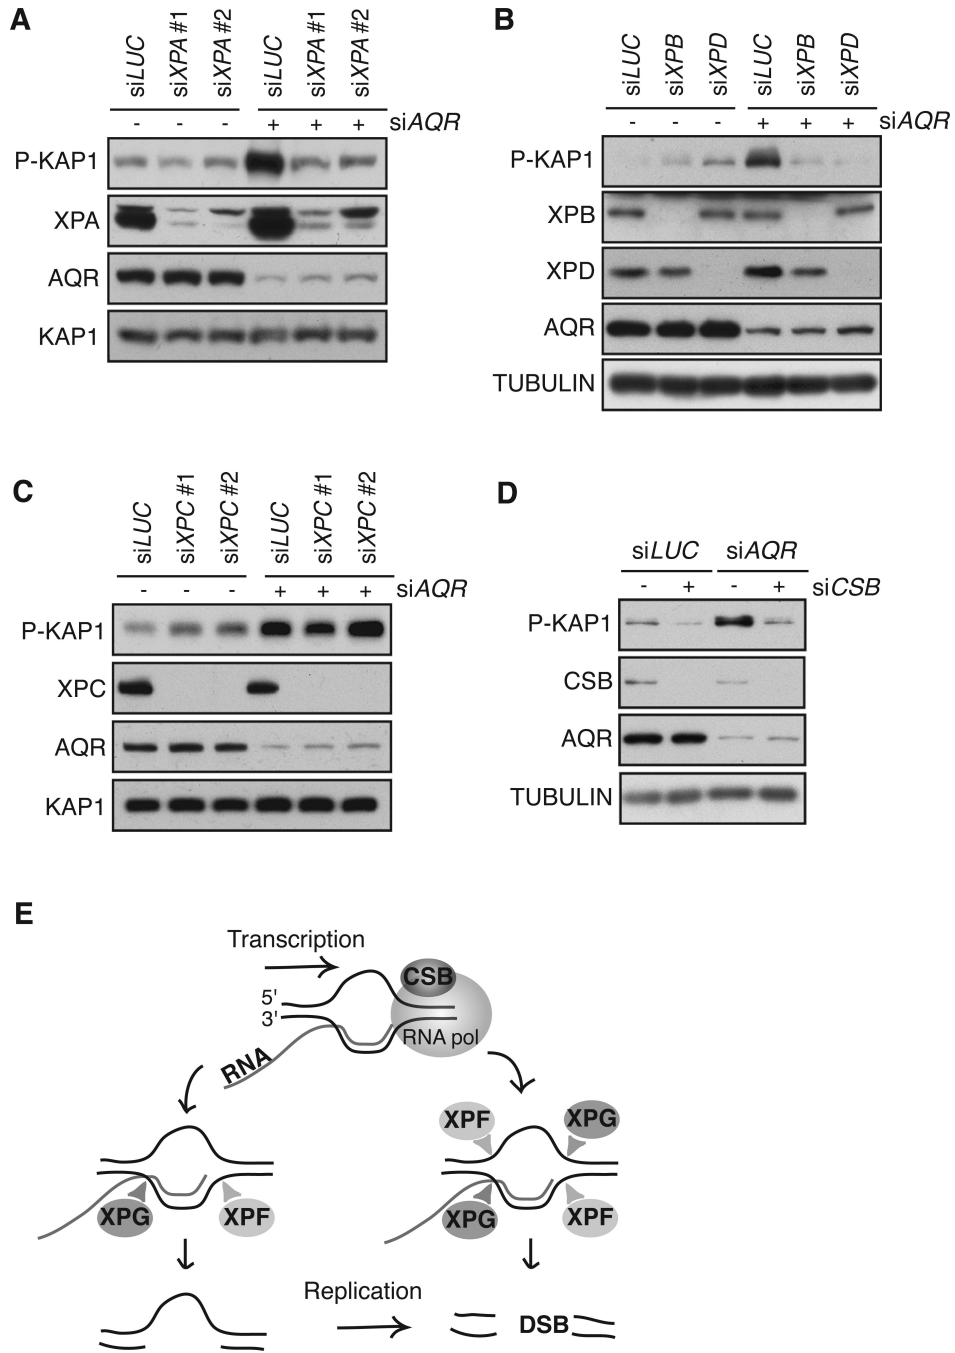 A
siLUC
siXPA #1
siXPA #2
siLUC
siXPA #1
siXPA #2
- - - + + + siAQR
P-KAP1
XPA
AQR
KAP1
B
siLUC
siXPB
siXPD
siLUC
siXPB
siXPD
- - - + + + siAQR
P-KAP1
XPB
XPD
AQR
TUBULIN
C
siLUC
siXPC #1
siXPC #2
siLUC
siXPC #1
siXPC #2
- - - + + + siAQR
P-KAP1
XPC
AQR
KAP1
D
siLUC siAQR
- + - + siCSB
P-KAP1
CSB
AQR
TUBULIN
E
Transcription
CSB
5'
3'
RNA pol
RNA
XPF XPG
XPG XPF
XPG XPF
Replication
DSB